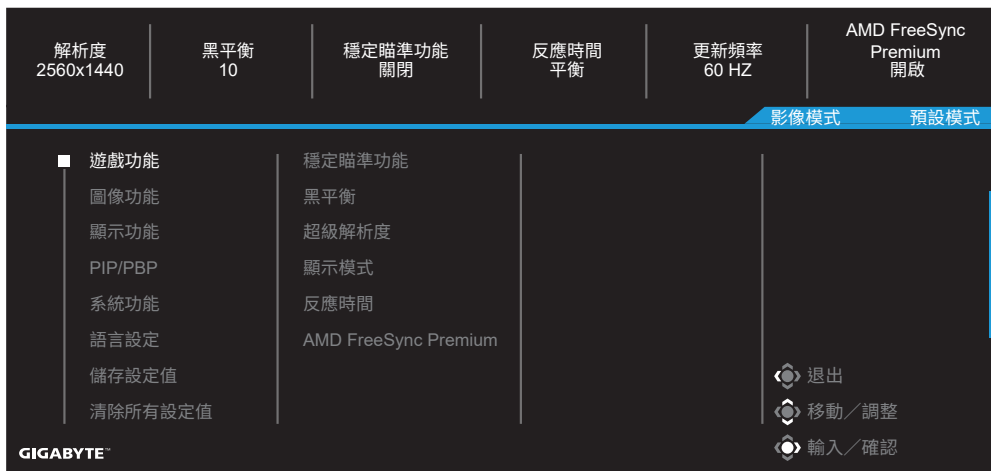 解析度
2560x1440
黑平衡
10
穩定瞄準功能
關閉
反應時間
平衡
更新頻率
60 HZ
AMD FreeSync
Premium
開啟
影像模式 預設模式
遊戲功能
圖像功能
顯示功能
PIP/PBP
系統功能
語言設定
儲存設定值
清除所有設定值
穩定瞄準功能
黑平衡
超級解析度
顯示模式
反應時間
AMD FreeSync Premium
退出
移動／調整
輸入／確認
GIGABYTE™